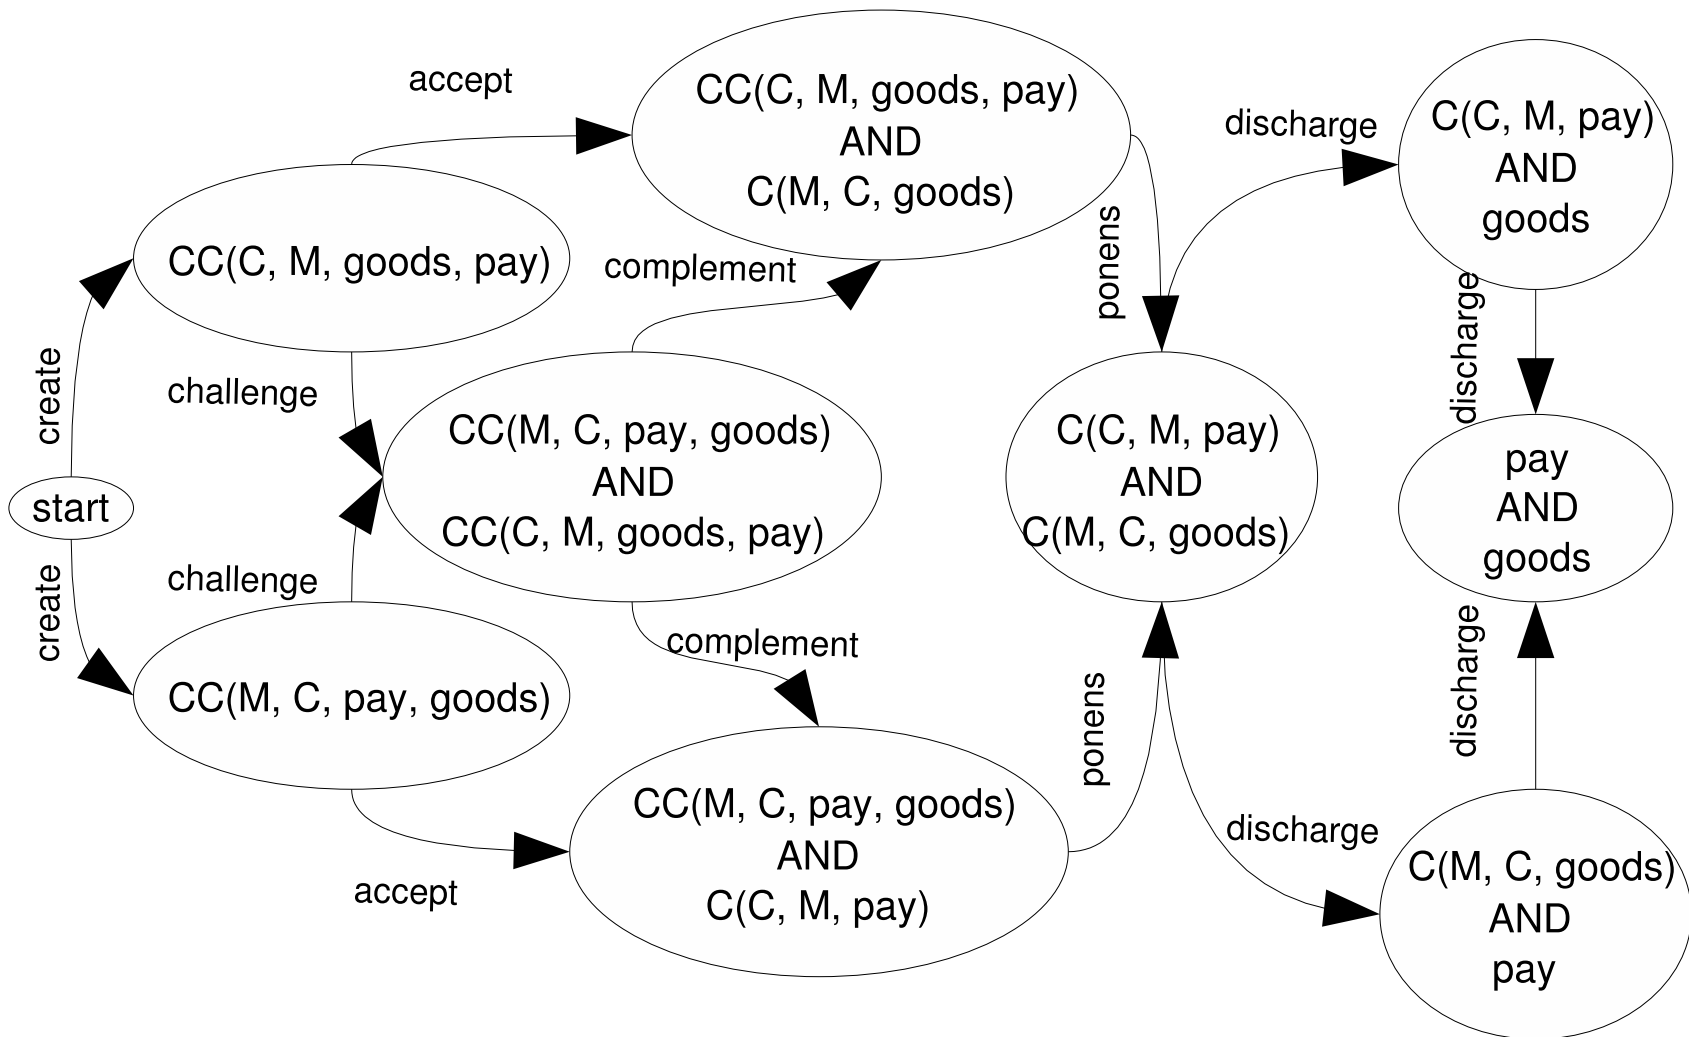 accept
CC(C, M, goods, pay)
AND
C(M, C, goods)
discharge
C(C, M, pay)
AND
goods
CC(C, M, goods, pay)
complement
ponens
create
challenge
discharge
CC(M, C, pay, goods)
AND
CC(C, M, goods, pay)
C(C, M, pay)
AND
C(M, C, goods)
pay
AND
goods
start
create
challenge
complement
discharge
CC(M, C, pay, goods)
ponens
CC(M, C, pay, goods)
AND
C(C, M, pay)
accept
discharge
C(M, C, goods)
AND
pay